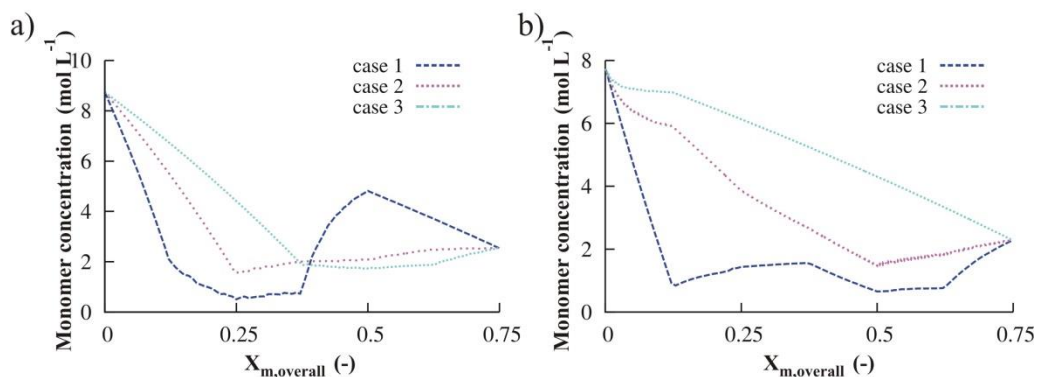 a)
Monomer concentration (mol L⁻¹)
10
8
6
4
2
0
case 1
case 2
case 3
0
0.25
0.5
0.75
X_m,overall (-)
b)
Monomer concentration (mol L⁻¹)
8
6
4
2
0
case 1
case 2
case 3
0
0.25
0.5
0.75
X_m,overall (-)